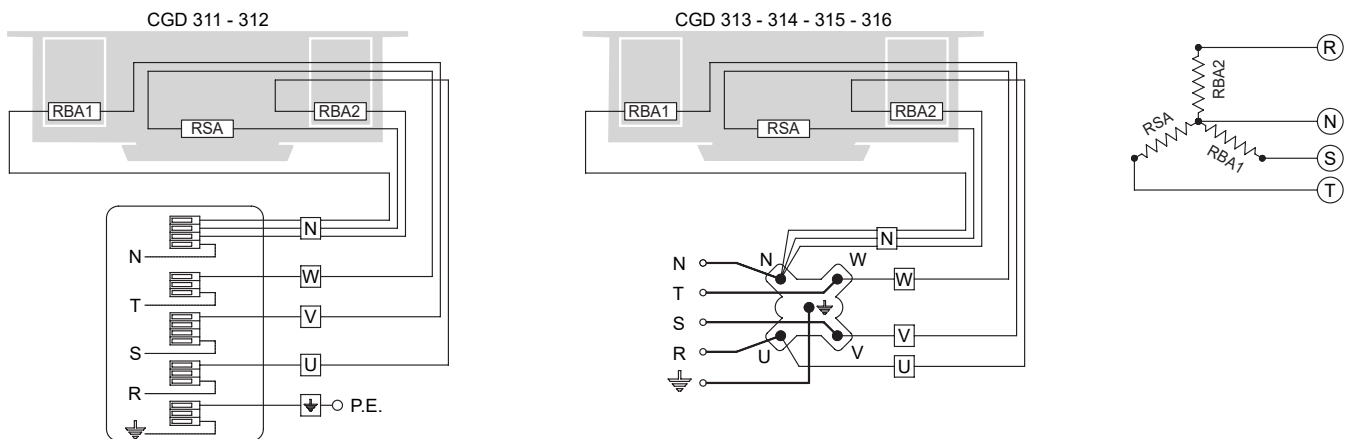 CGD 311 - 312
RBA1
RSA
RBA2
N
N
W
T
V
S
U
R
P.E.
CGD 313 - 314 - 315 - 316
RBA1
RSA
RBA2
N
N
N
W
T
W
S
V
R
U
V
U
R
RBA2
N
RSA
RBA1
S
T